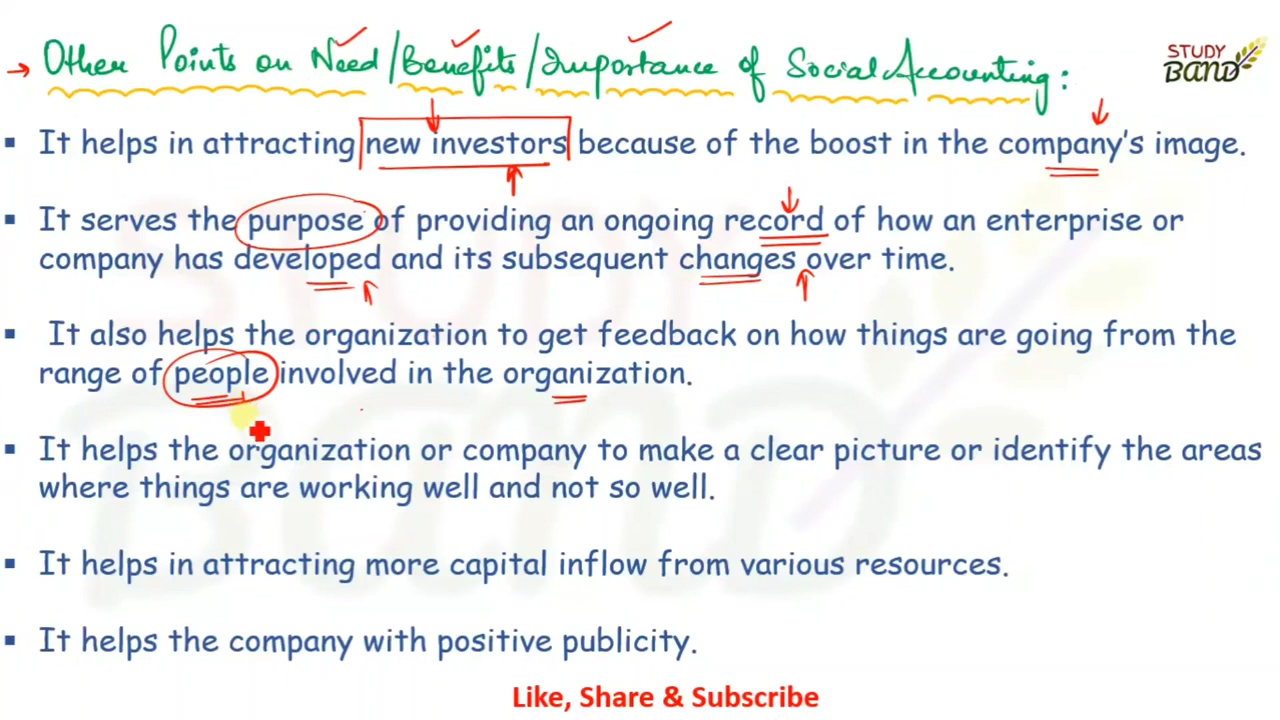 → Other Points on Need/Benefits/Importance of Social Accounting:
STUDY
BAND
▪ It helps in attracting new investors because of the boost in the company's image.
▪ It serves the purpose of providing an ongoing record of how an enterprise or
company has developed and its subsequent changes over time.
▪ It also helps the organization to get feedback on how things are going from the
range of people involved in the organization.
▪ It helps the organization or company to make a clear picture or identify the areas
where things are working well and not so well.
▪ It helps in attracting more capital inflow from various resources.
▪ It helps the company with positive publicity.
Like, Share & Subscribe